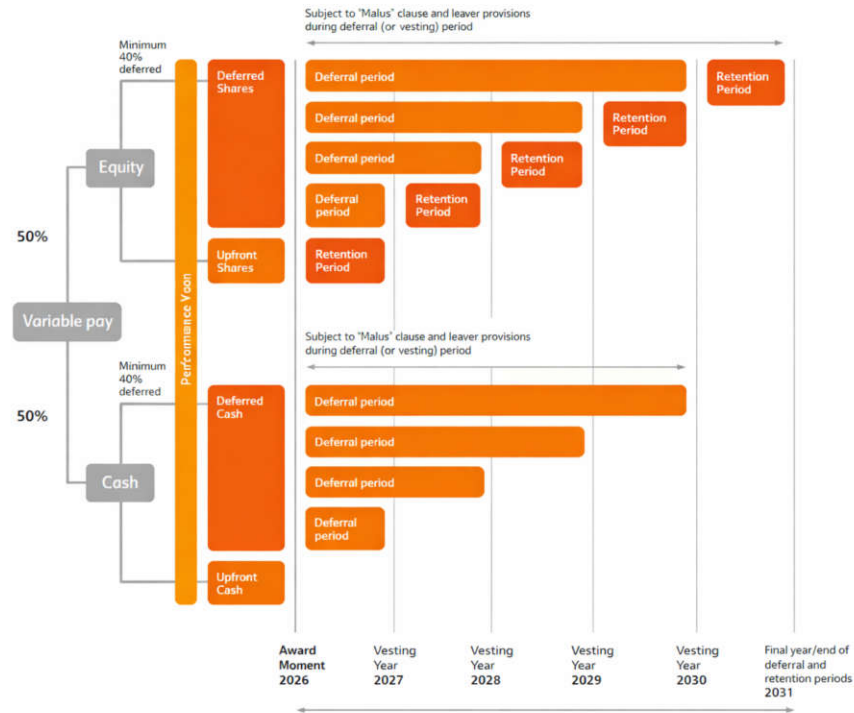 Subject to "Malus" clause and leaver provisions
during deferral (or vesting) period
Minimum
40%
deferred
Deferred
Shares
Deferral period
Retention
Period
Deferral period
Retention
Period
Deferral period
Retention
Period
Deferral
period
Retention
Period
Equity
50%
Upfront
Shares
Retention
Period
Variable pay
Performance Yoon
Subject to "Malus" clause and leaver provisions
during deferral (or vesting) period
Minimum
40%
deferred
50%
Deferred
Cash
Deferral period
Deferral period
Deferral period
Deferral
period
Cash
Upfront
Cash
Award
Moment
2026
Vesting
Year
2027
Vesting
Year
2028
Vesting
Year
2029
Vesting
Year
2030
Final year/end of
deferral and
retention periods
2031